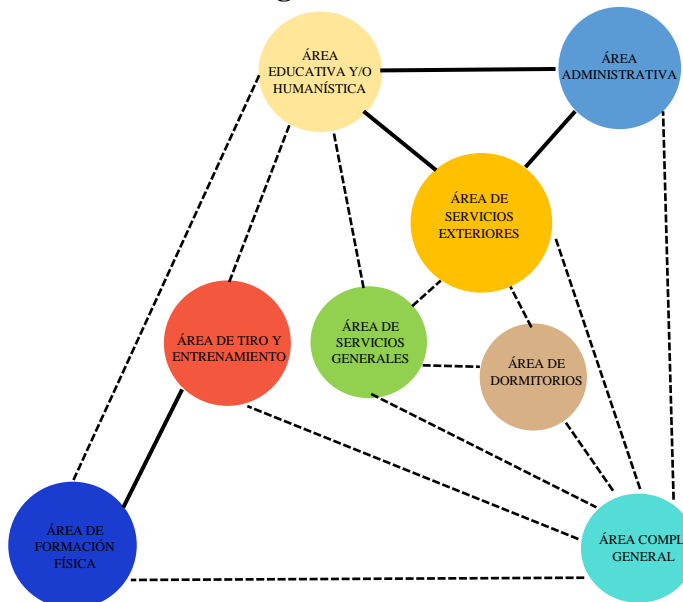 ÁREA
EDUCATIVA Y/O
HUMANÍSTICA
ÁREA
ADMINISTRATIVA
ÁREA DE
SERVICIOS
EXTERIORES
ÁREA DE TIRO Y
ENTRENAMIENTO
ÁREA DE
SERVICIOS
GENERALES
ÁREA DE
DORMITORIOS
ÁREA DE
FORMACIÓN
FÍSICA
ÁREA COMPL
GENERAL